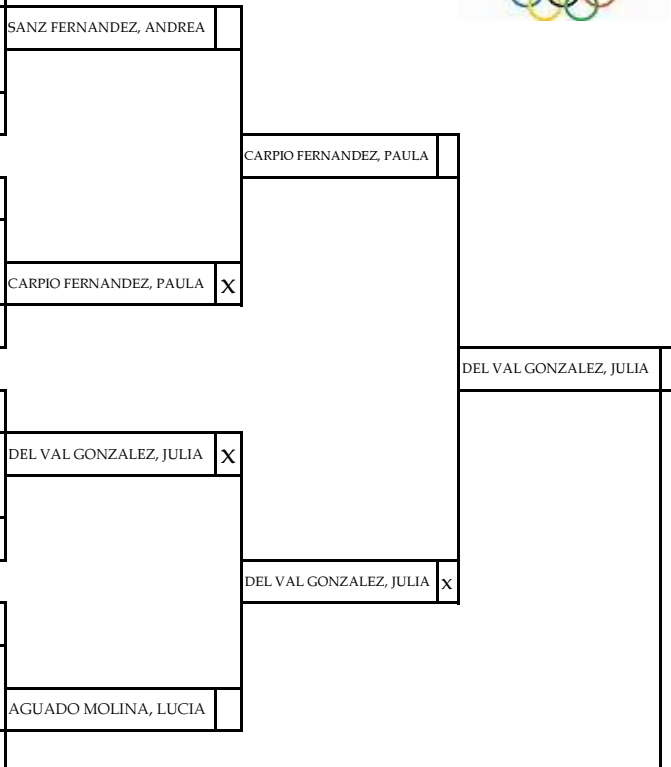 SANZ FERNANDEZ, ANDREA
CARPIO FERNANDEZ, PAULA
CARPIO FERNANDEZ, PAULA X
DEL VAL GONZALEZ, JULIA
DEL VAL GONZALEZ, JULIA X
DEL VAL GONZALEZ, JULIA x
AGUADO MOLINA, LUCIA